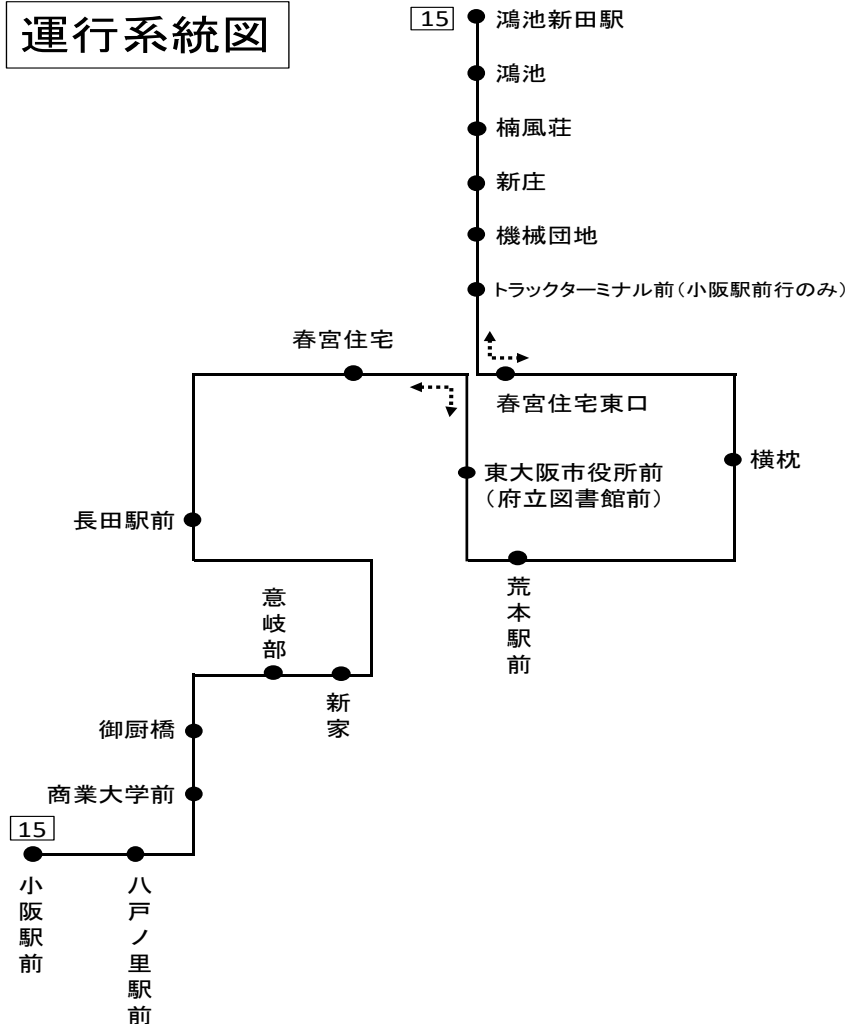 運行系統図
15
鴻池新田駅
鴻池
楠風荘
新庄
機械団地
トラックターミナル前(小阪駅前行のみ)
春宮住宅
春宮住宅東口
横枕
東大阪市役所前
(府立図書館前)
長田駅前
荒本駅前
意岐部
新家
御厨橋
商業大学前
15
小阪駅前
八戸ノ里駅前